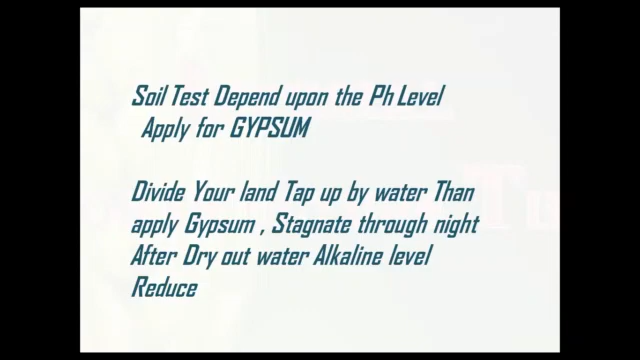 Soil Test Depend upon the Ph Level
Apply for GYPSUM
Divide Your land Tap up by water Than
apply Gypsum , Stagnate through night
After Dry out water Alkaline level
Reduce